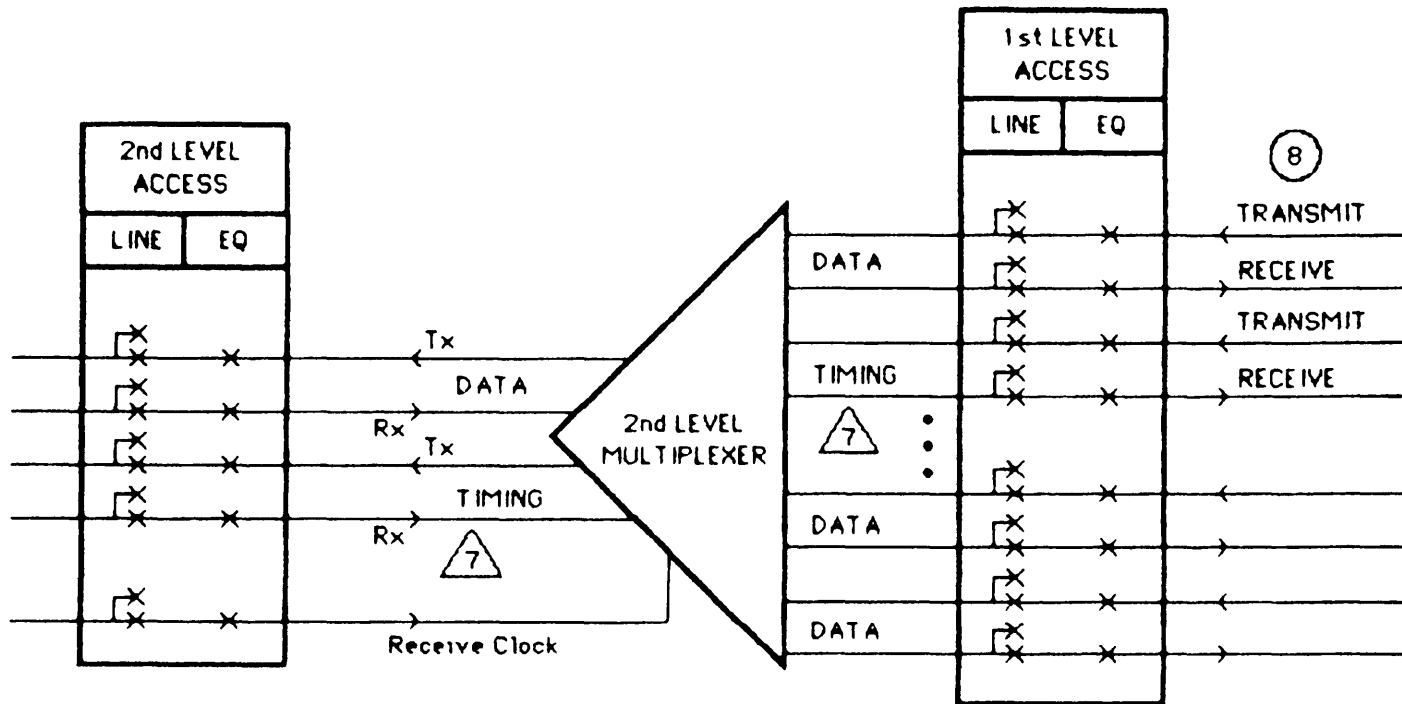 1st LEVEL
ACCESS
LINE EQ
8
2nd LEVEL
ACCESS
LINE EQ
TRANSMIT
DATA
RECEIVE
TRANSMIT
TIMING
RECEIVE
7
Tx
DATA
Rx
Tx
TIMING
Rx
7
2nd LEVEL
MULTIPLEXER
DATA
DATA
Receive Clock